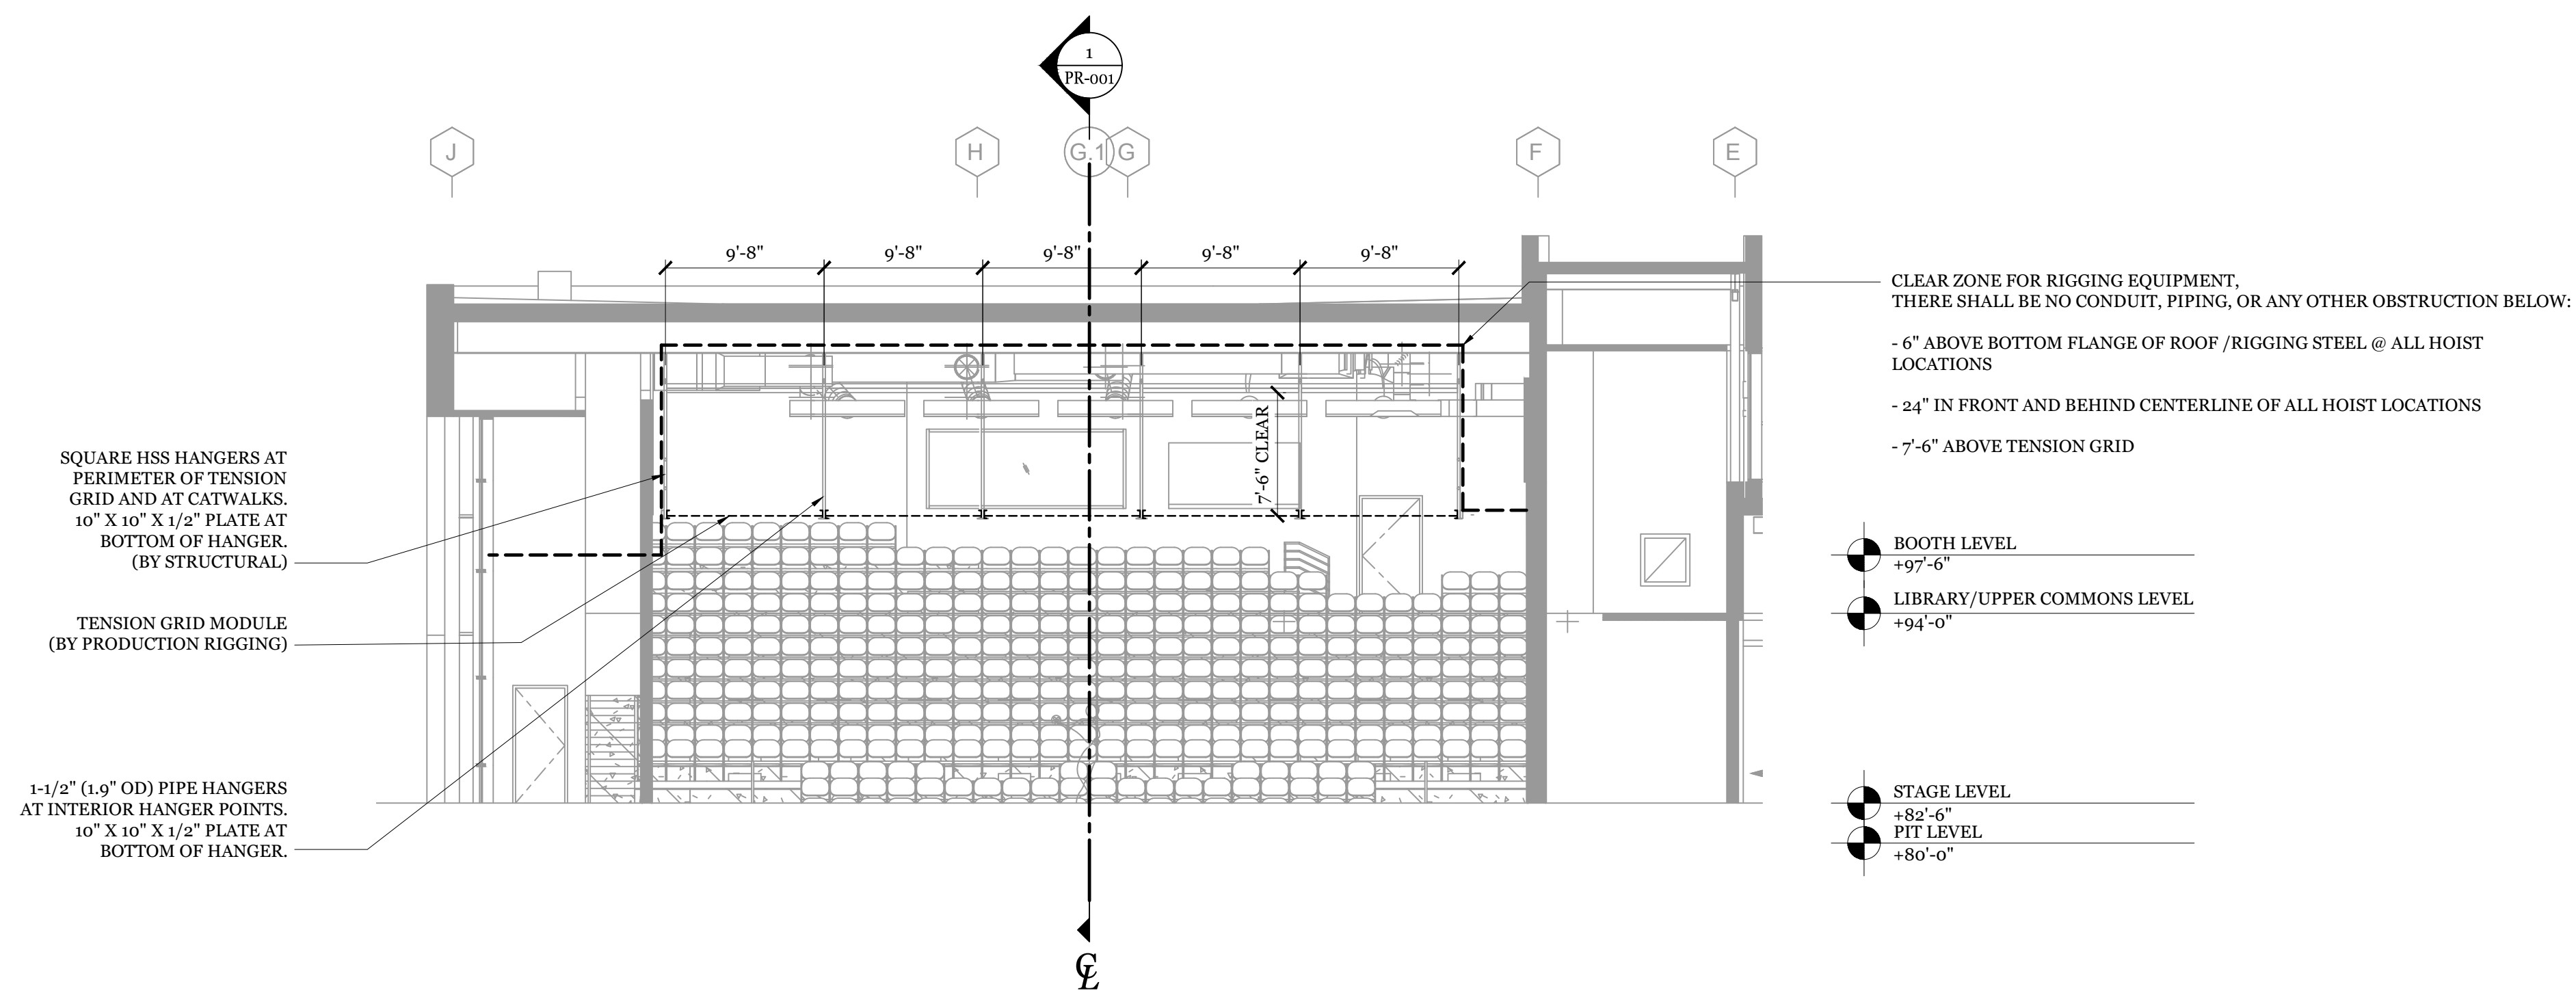 1
PR-001
J
H
G.1
G
F
E
9'-8"
9'-8"
9'-8"
9'-8"
9'-8"
CLEAR ZONE FOR RIGGING EQUIPMENT,
THERE SHALL BE NO CONDUIT, PIPING, OR ANY OTHER OBSTRUCTION BELOW:
- 6" ABOVE BOTTOM FLANGE OF ROOF /RIGGING STEEL @ ALL HOIST
LOCATIONS
- 24" IN FRONT AND BEHIND CENTERLINE OF ALL HOIST LOCATIONS
- 7'-6" ABOVE TENSION GRID
7'-6" CLEAR
SQUARE HSS HANGERS AT
PERIMETER OF TENSION
GRID AND AT CATWALKS.
10" X 10" X 1/2" PLATE AT
BOTTOM OF HANGER.
(BY STRUCTURAL)
TENSION GRID MODULE
(BY PRODUCTION RIGGING)
1-1/2" (1.9" OD) PIPE HANGERS
AT INTERIOR HANGER POINTS.
10" X 10" X 1/2" PLATE AT
BOTTOM OF HANGER.
BOOTH LEVEL
+97'-6"
LIBRARY/UPPER COMMONS LEVEL
+94'-0"
STAGE LEVEL
+82'-6"
PIT LEVEL
+80'-0"
℄